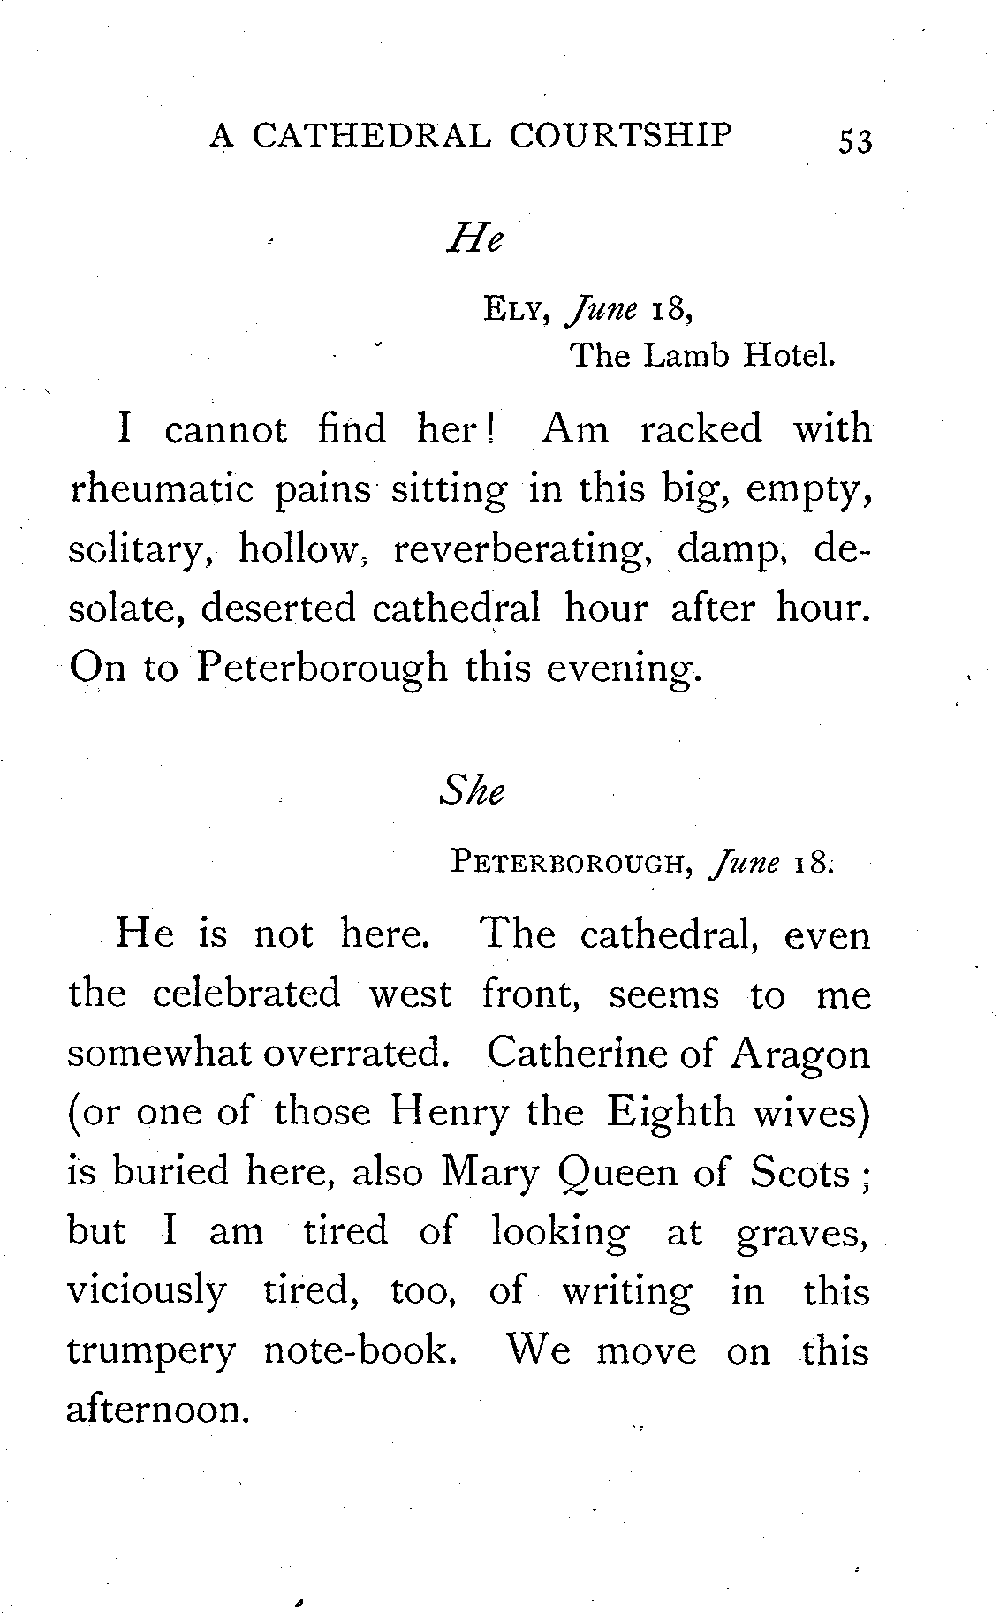 A CATHEDRAL COURTSHIP 53
He
ELY, June 18,
The Lamb Hotel.
I cannot find her! Am racked with
rheumatic pains sitting in this big, empty,
solitary, hollow, reverberating, damp, de-
solate, deserted cathedral hour after hour.
On to Peterborough this evening.
She
PETERBOROUGH, June 18.
He is not here. The cathedral, even
the celebrated west front, seems to me
somewhat overrated. Catherine of Aragon
(or one of those Henry the Eighth wives)
is buried here, also Mary Queen of Scots ;
but I am tired of looking at graves,
viciously tired, too, of writing in this
trumpery note-book. We move on this
afternoon.